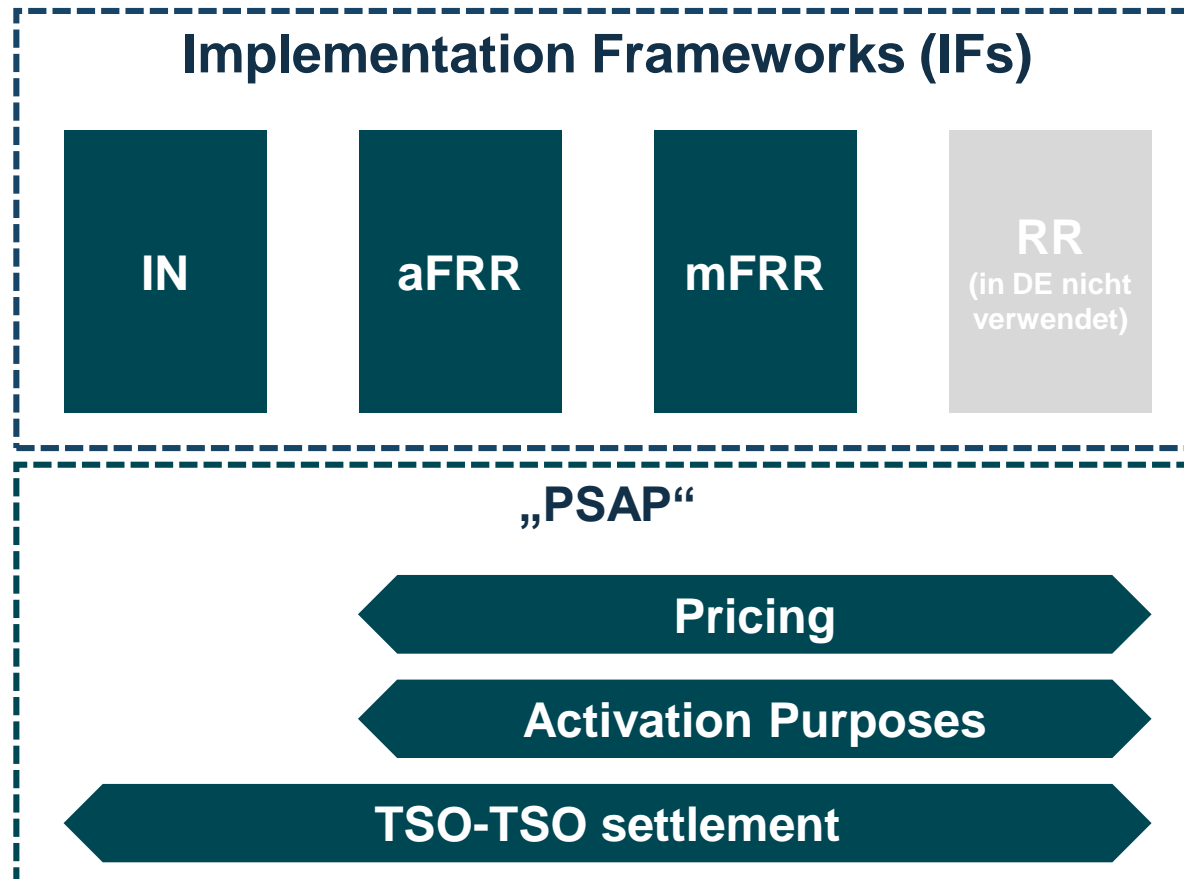 Implementation Frameworks (IFs)
IN
aFRR
mFRR
RR
(in DE nicht
verwendet)
„PSAP“
Pricing
Activation Purposes
TSO-TSO settlement